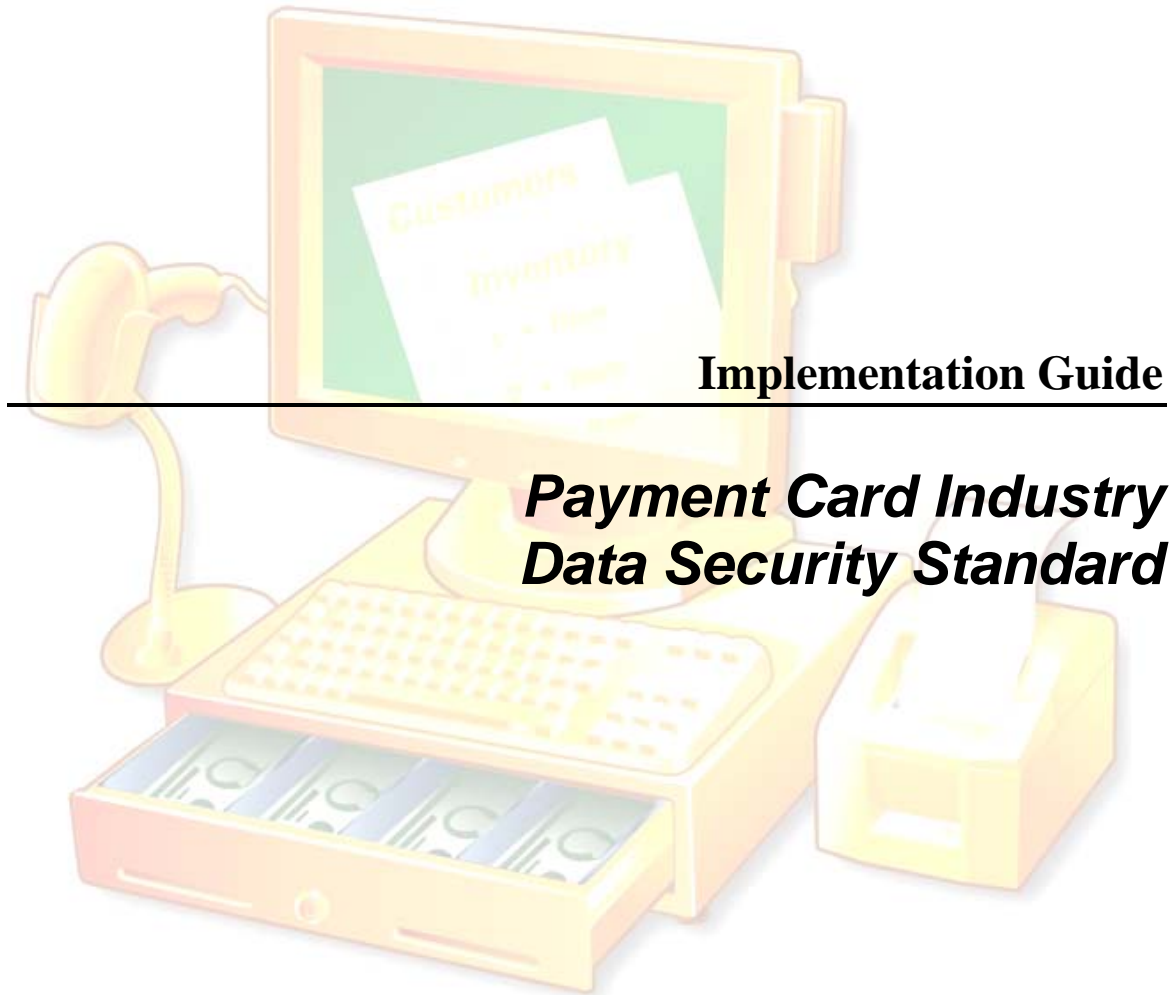 Customers
Inventory
Implementation Guide
Payment Card Industry
Data Security Standard